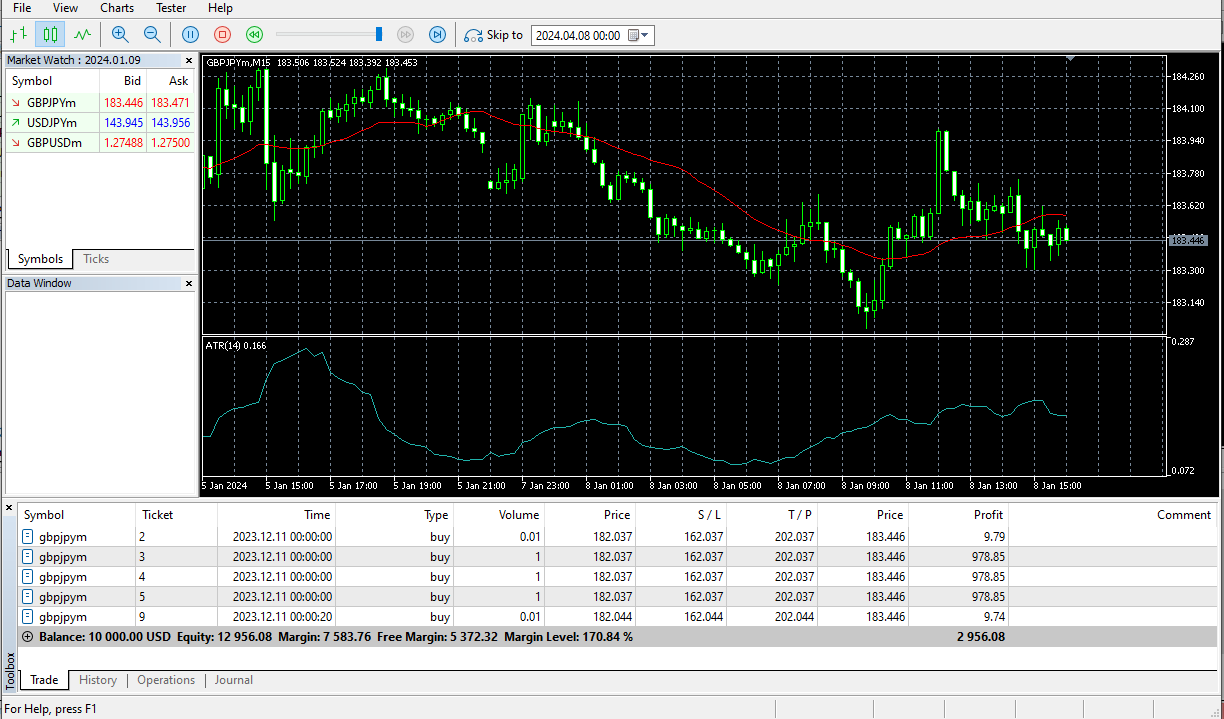 File View Charts Tester Help
Skip to 2024.04.08 00:00
Market Watch : 2024.01.09
Symbol Bid Ask
GBPJPYm 183.446 183.471
USDJPYm 143.945 143.956
GBPUSDm 1.27488 1.27500
Symbols Ticks
Data Window
GBPJPYm,M15 183.506 183.524 183.392 183.453
184.260
184.100
183.940
183.780
183.620
183.446
183.300
183.140
ATR(14) 0.166
0.287
0.072
5 Jan 2024 5 Jan 15:00 5 Jan 17:00 5 Jan 19:00 5 Jan 21:00 7 Jan 23:00 8 Jan 01:00 8 Jan 03:00 8 Jan 05:00 8 Jan 07:00 8 Jan 09:00 8 Jan 11:00 8 Jan 13:00 8 Jan 15:00
Symbol Ticket Time Type Volume Price S / L T / P Price Profit Comment
gbpjpym 2 2023.12.11 00:00:00 buy 0.01 182.037 162.037 202.037 183.446 9.79
gbpjpym 3 2023.12.11 00:00:00 buy 1 182.037 162.037 202.037 183.446 978.85
gbpjpym 4 2023.12.11 00:00:00 buy 1 182.037 162.037 202.037 183.446 978.85
gbpjpym 5 2023.12.11 00:00:00 buy 1 182.037 162.037 202.037 183.446 978.85
gbpjpym 9 2023.12.11 00:00:20 buy 0.01 182.044 162.044 202.044 183.446 9.74
Balance: 10 000.00 USD Equity: 12 956.08 Margin: 7 583.76 Free Margin: 5 372.32 Margin Level: 170.84 % 2 956.08
Toolbox
Trade History Operations Journal
For Help, press F1